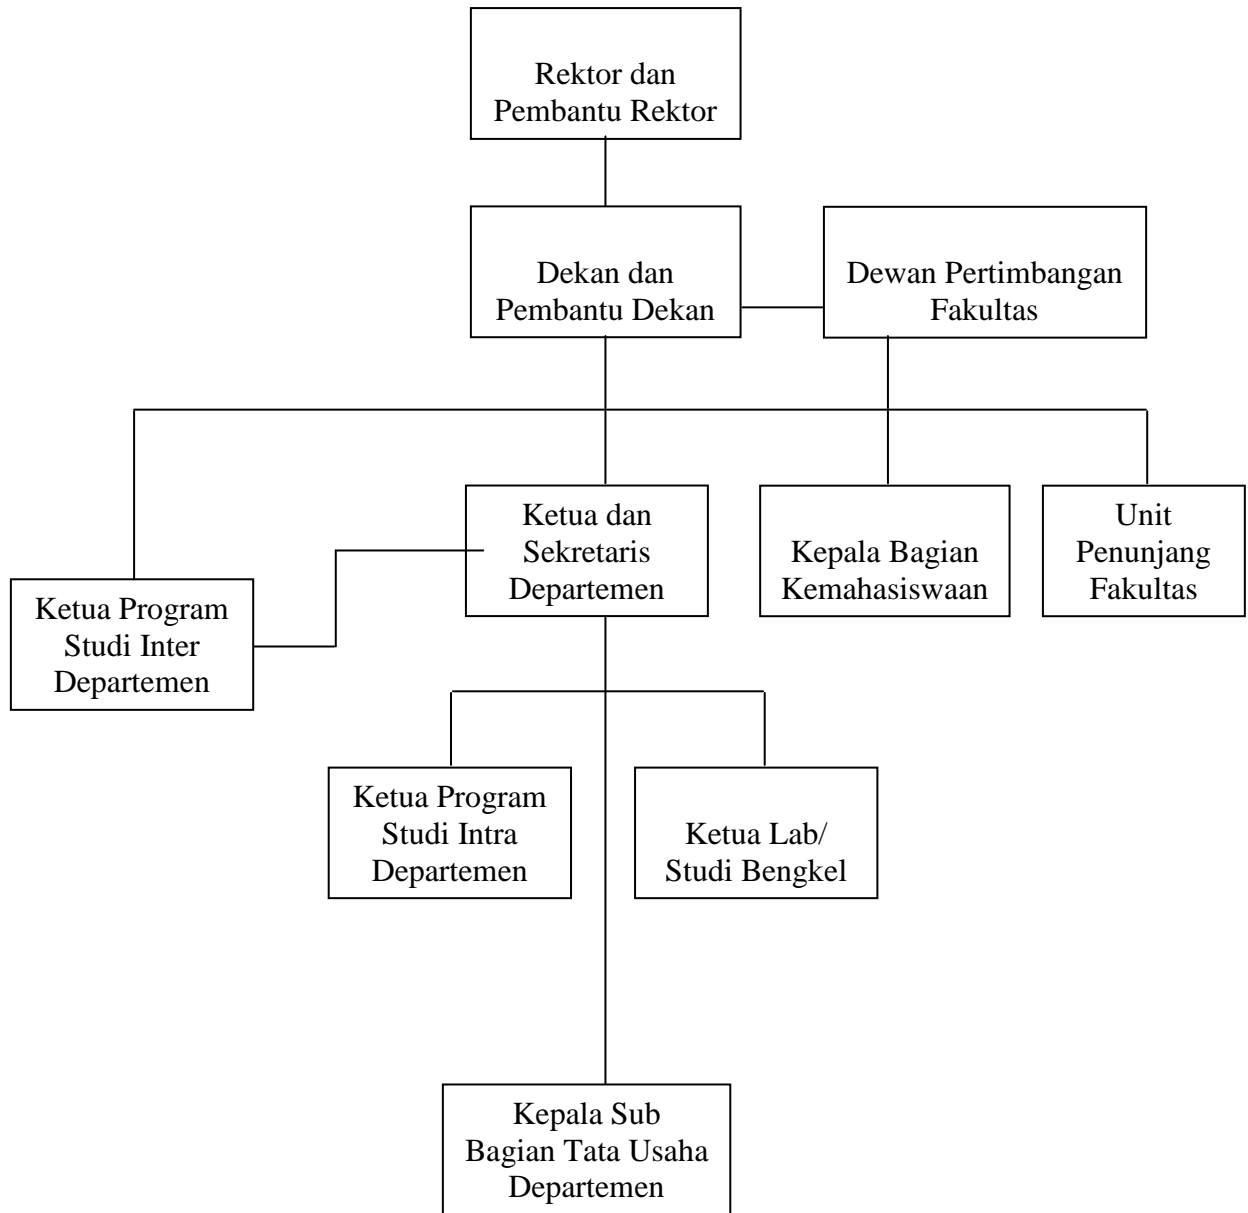 Rektor dan
Pembantu Rektor
Dekan dan
Pembantu Dekan
Dewan Pertimbangan
Fakultas
Ketua dan
Sekretaris
Departemen
Kepala Bagian
Kemahasiswaan
Unit
Penunjang
Fakultas
Ketua Program
Studi Inter
Departemen
Ketua Program
Studi Intra
Departemen
Ketua Lab/
Studi Bengkel
Kepala Sub
Bagian Tata Usaha
Departemen